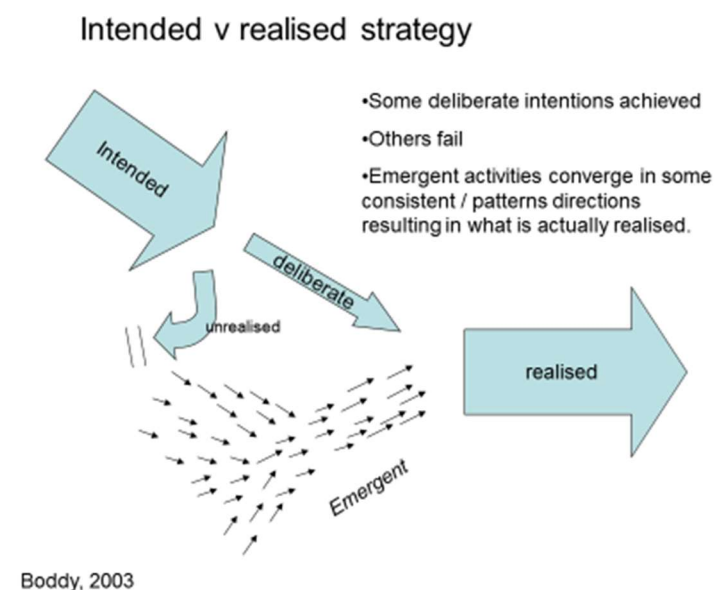 Intended v realised strategy
•Some deliberate intentions achieved
•Others fail
•Emergent activities converge in some
consistent / patterns directions
resulting in what is actually realised.
Intended
deliberate
unrealised
realised
Emergent
Boddy, 2003